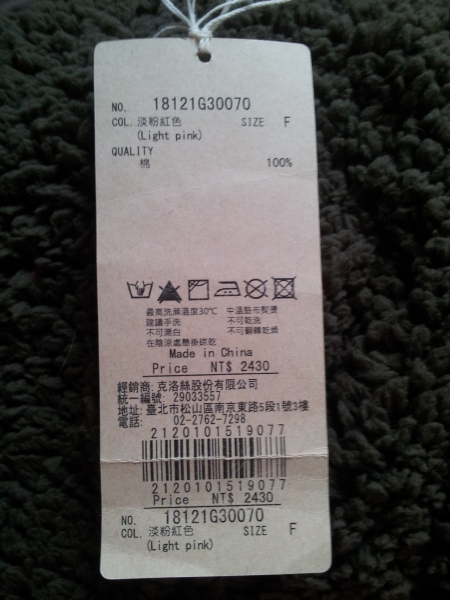 NO. 18121G30070
COL. 淡粉紅色 SIZE F
(Light pink)
QUALITY
棉 100%
最高洗滌溫度30℃ 中溫墊布熨燙
建議手洗 不可乾洗
不可漂白 不可翻轉乾燥
在陰涼處懸掛晾乾
Made in China
Price NT$ 2430
經銷商: 克洛絲股份有限公司
統一編號: 29033557
地址: 臺北市松山區南京東路5段1號3樓
電話: 02-2762-7298
2120101519077
2120101519077
Price NT$ 2430
NO. 18121G30070
COL. 淡粉紅色 SIZE F
(Light pink)